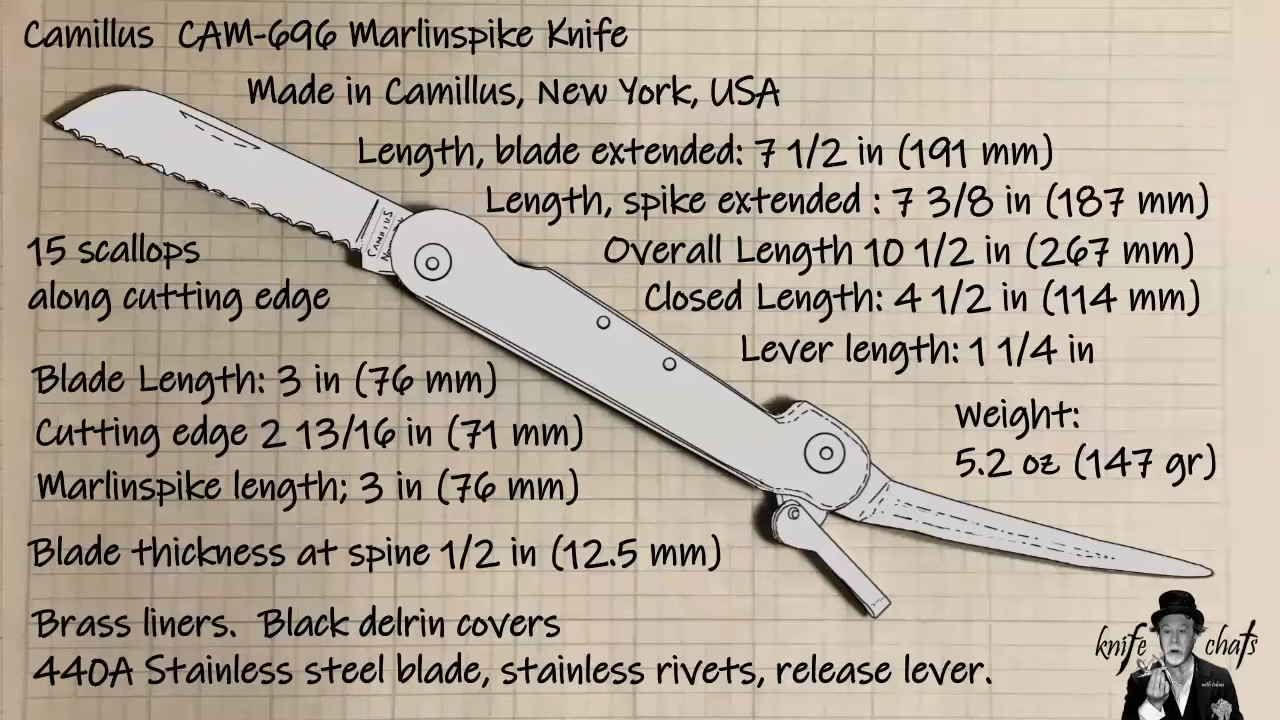 Camillus CAM-696 Marlinspike Knife
Made in Camillus, New York, USA
Length, blade extended: 7 1/2 in (191 mm)
Length, spike extended : 7 3/8 in (187 mm)
Overall Length 10 1/2 in (267 mm)
Closed Length: 4 1/2 in (114 mm)
Lever length: 1 1/4 in
15 scallops
along cutting edge
Blade Length: 3 in (76 mm)
Cutting edge 2 13/16 in (71 mm)
Marlinspike length; 3 in (76 mm)
Weight:
5.2 oz (147 gr)
Blade thickness at spine 1/2 in (12.5 mm)
Brass liners. Black delrin covers
440A Stainless steel blade, stainless rivets, release lever.
CAMILLUS
knife chats